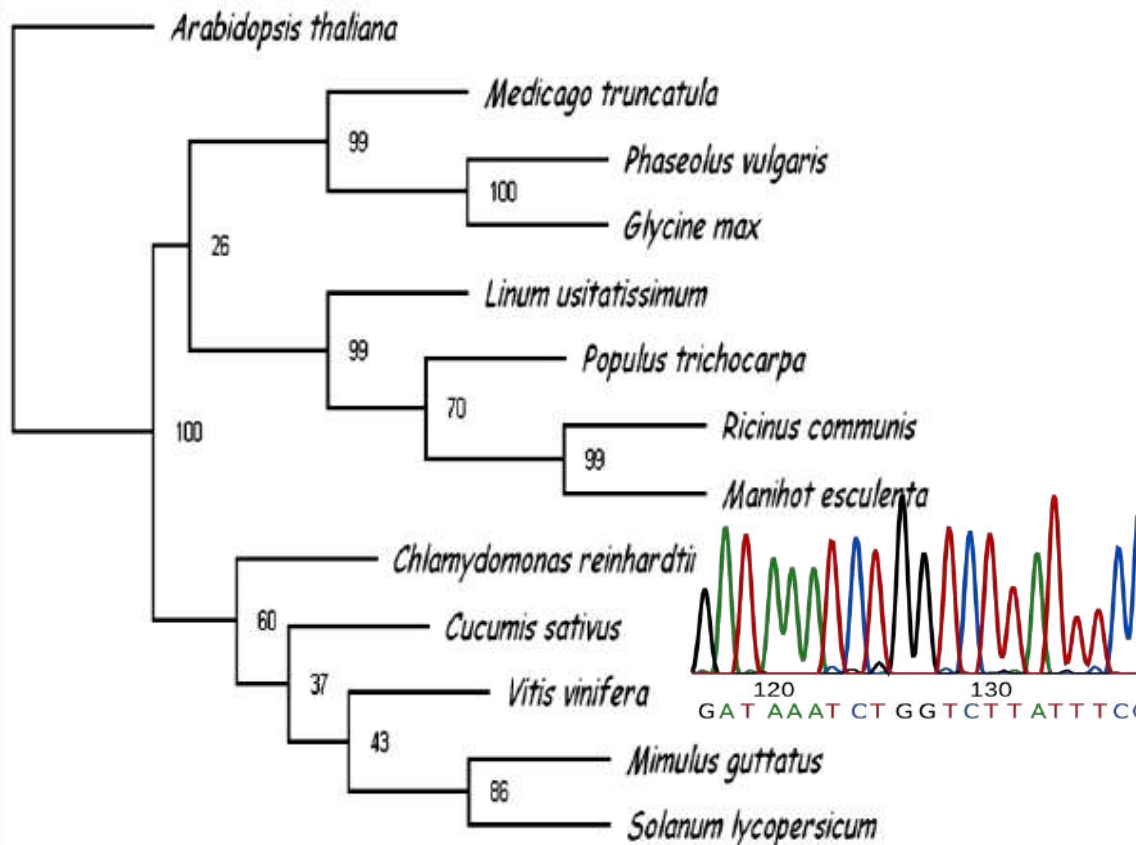 Arabidopsis thaliana
Medicago truncatula
99
Phaseolus vulgaris
100
Glycine max
26
Linum usitatissimum
99
Populus trichocarpa
70
Ricinus communis
99
Manihot esculenta
100
Chlamydomonas reinhardtii
60
Cucumis sativus
37
Vitis vinifera
43
Mimulus guttatus
86
Solanum lycopersicum
120 130
GAT AAAT CT GGTCTT ATTTCC